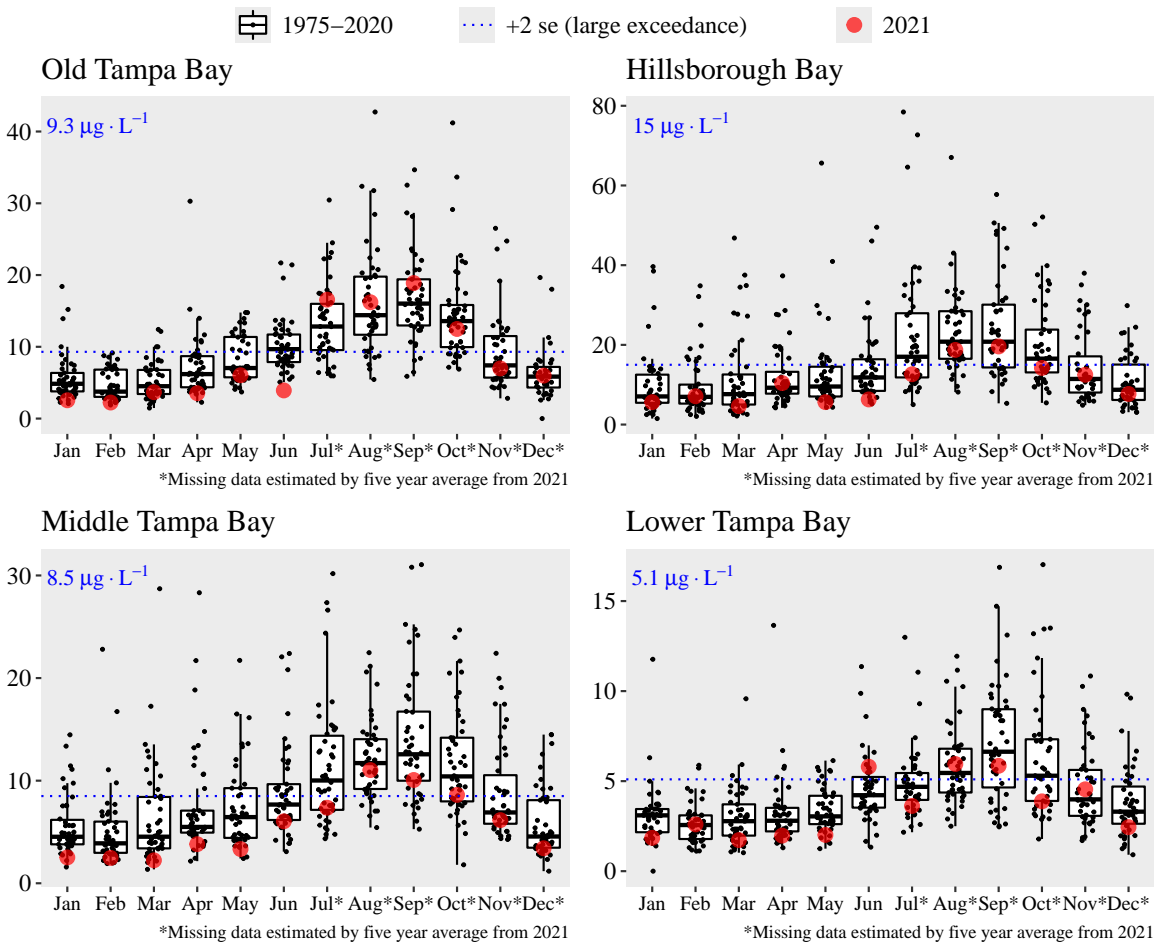 1975−2020 +2 se (large exceedance) 2021
Old Tampa Bay
9.3 μg ⋅ L−1
40
30
20
10
0
Jan Feb Mar Apr May Jun Jul* Aug* Sep* Oct* Nov* Dec*
*Missing data estimated by five year average from 2021
Hillsborough Bay
15 μg ⋅ L−1
80
60
40
20
0
Jan Feb Mar Apr May Jun Jul* Aug* Sep* Oct* Nov* Dec*
*Missing data estimated by five year average from 2021
Middle Tampa Bay
8.5 μg ⋅ L−1
30
20
10
0
Jan Feb Mar Apr May Jun Jul* Aug* Sep* Oct* Nov* Dec*
*Missing data estimated by five year average from 2021
Lower Tampa Bay
5.1 μg ⋅ L−1
15
10
5
0
Jan Feb Mar Apr May Jun Jul* Aug* Sep* Oct* Nov* Dec*
*Missing data estimated by five year average from 2021